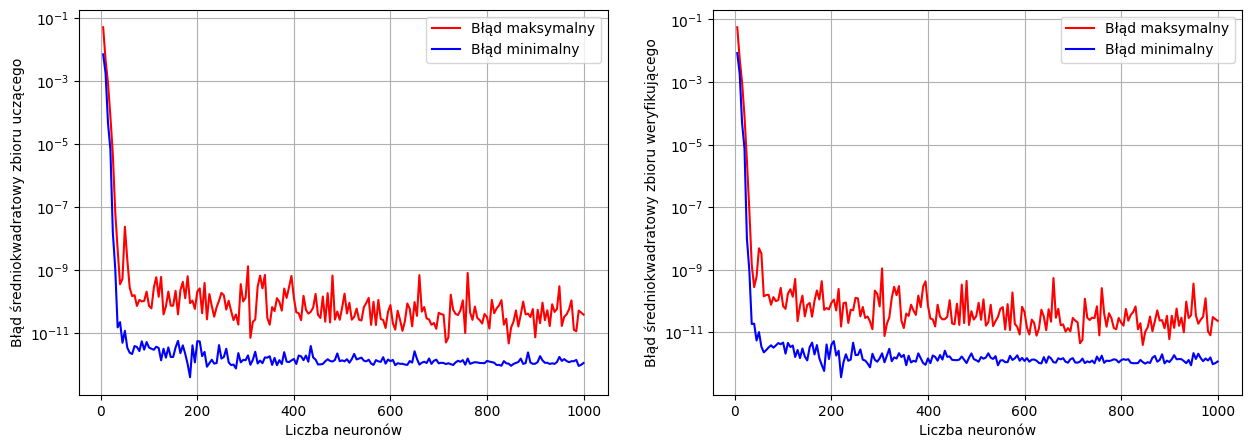 Błąd średniokwadratowy zbioru uczącego
10⁻¹
10⁻³
10⁻⁵
10⁻⁷
10⁻⁹
10⁻¹¹
Błąd maksymalny
Błąd minimalny
0 200 400 600 800 1000
Liczba neuronów
Błąd średniokwadratowy zbioru weryfikującego
10⁻¹
10⁻³
10⁻⁵
10⁻⁷
10⁻⁹
10⁻¹¹
Błąd maksymalny
Błąd minimalny
0 200 400 600 800 1000
Liczba neuronów